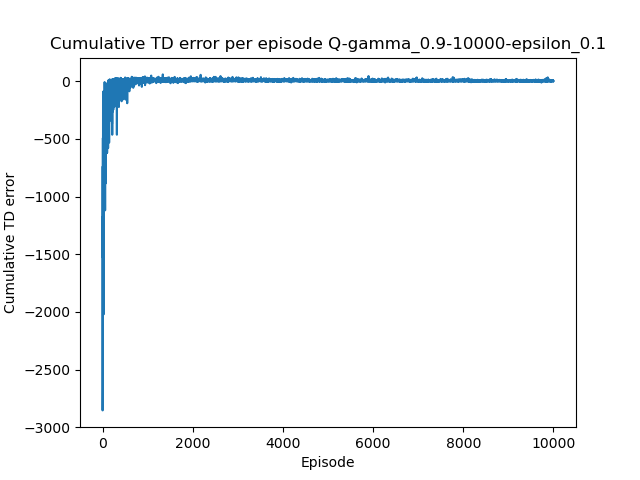 Cumulative TD error per episode Q-gamma_0.9-10000-epsilon_0.1
0
−500
−1000
−1500
−2000
−2500
−3000
Cumulative TD error
0 2000 4000 6000 8000 10000
Episode